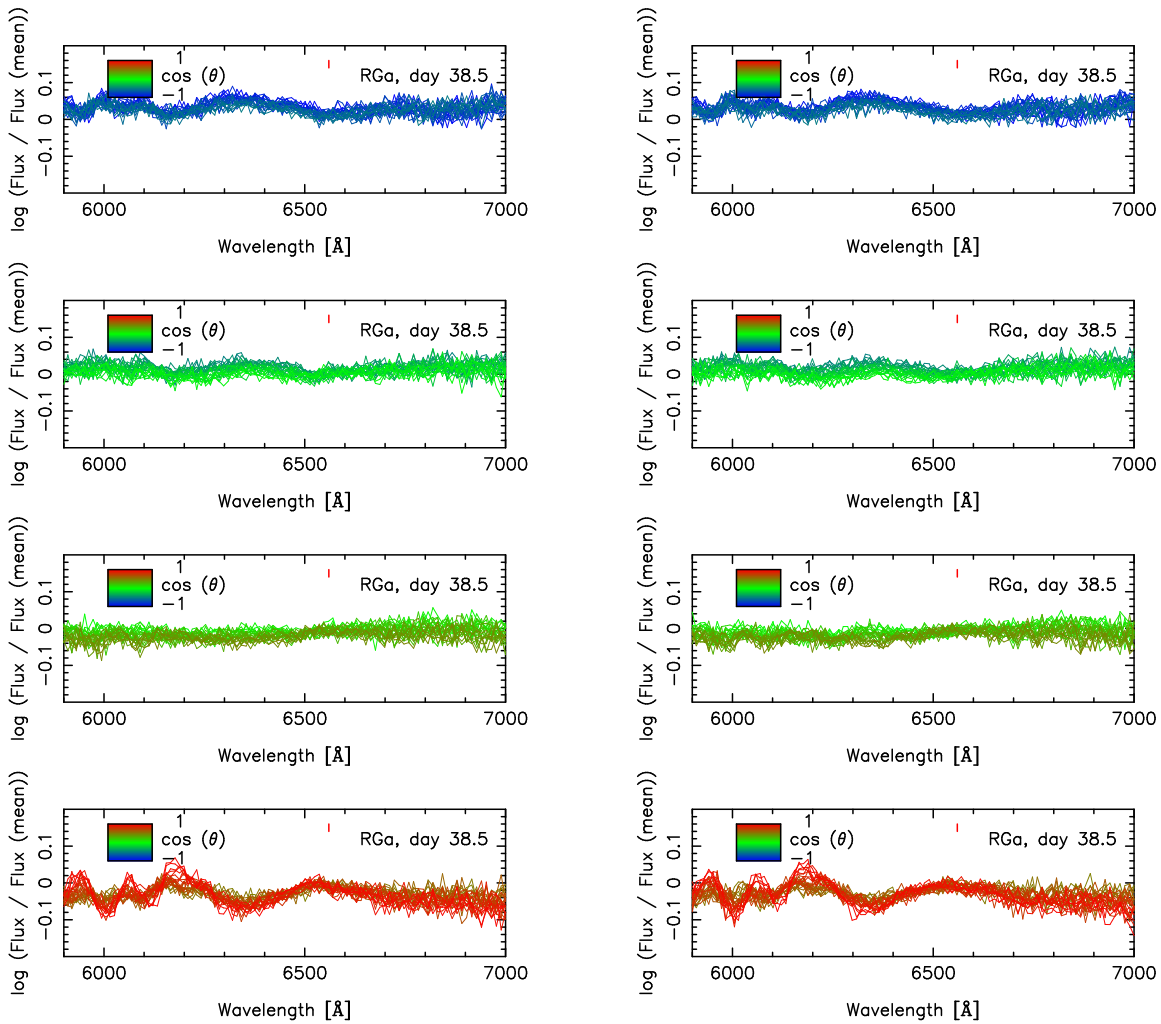 log (Flux / Flux (mean))
0.1
0
−0.1
1
cos (θ)
−1
RGa, day 38.5
6000
6500
7000
Wavelength [Å]
log (Flux / Flux (mean))
0.1
0
−0.1
1
cos (θ)
−1
RGa, day 38.5
6000
6500
7000
Wavelength [Å]
log (Flux / Flux (mean))
0.1
0
−0.1
1
cos (θ)
−1
RGa, day 38.5
6000
6500
7000
Wavelength [Å]
log (Flux / Flux (mean))
0.1
0
−0.1
1
cos (θ)
−1
RGa, day 38.5
6000
6500
7000
Wavelength [Å]
log (Flux / Flux (mean))
0.1
0
−0.1
1
cos (θ)
−1
RGa, day 38.5
6000
6500
7000
Wavelength [Å]
log (Flux / Flux (mean))
0.1
0
−0.1
1
cos (θ)
−1
RGa, day 38.5
6000
6500
7000
Wavelength [Å]
log (Flux / Flux (mean))
0.1
0
−0.1
1
cos (θ)
−1
RGa, day 38.5
6000
6500
7000
Wavelength [Å]
log (Flux / Flux (mean))
0.1
0
−0.1
1
cos (θ)
−1
RGa, day 38.5
6000
6500
7000
Wavelength [Å]